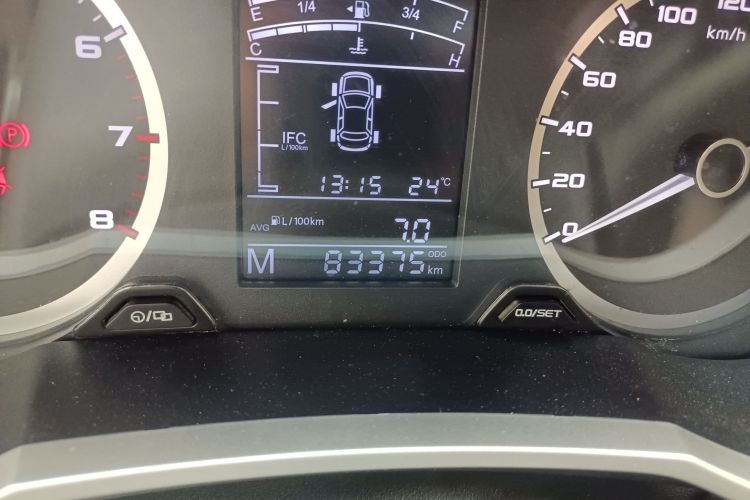 E 1/4 3/4 F
C H
IFC
L/100km
13:15 24°C
AVG L/100km 7.0
M 83375 km ODO
6
7
8
P
0 20 40 60 80 100 120
km/h
0.0/SET